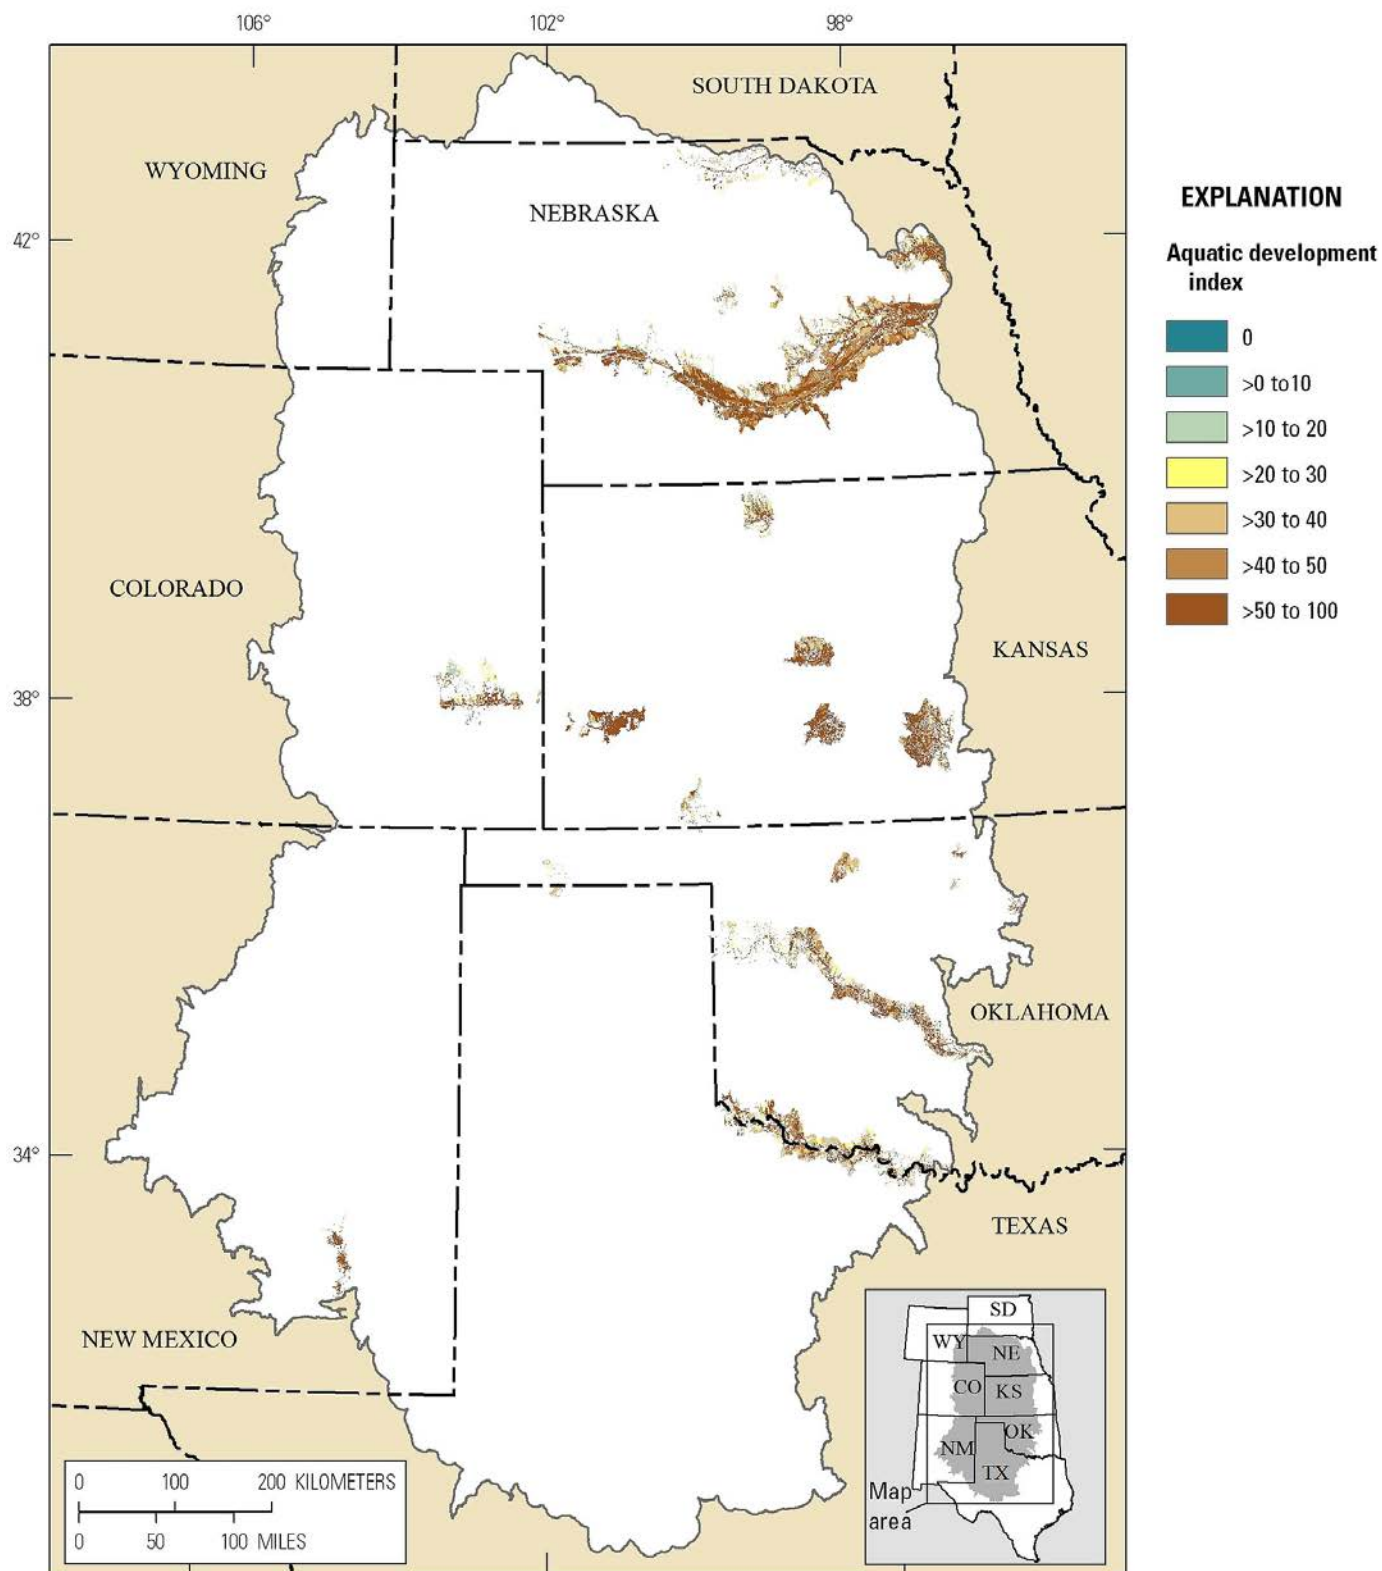 106°
102°
98°
SOUTH DAKOTA
WYOMING
NEBRASKA
42°
COLORADO
KANSAS
38°
OKLAHOMA
34°
TEXAS
NEW MEXICO
0 100 200 KILOMETERS
0 50 100 MILES
SD
WY
NE
CO
KS
OK
NM
TX
Map
area
EXPLANATION
Aquatic development
index
0
>0 to10
>10 to 20
>20 to 30
>30 to 40
>40 to 50
>50 to 100